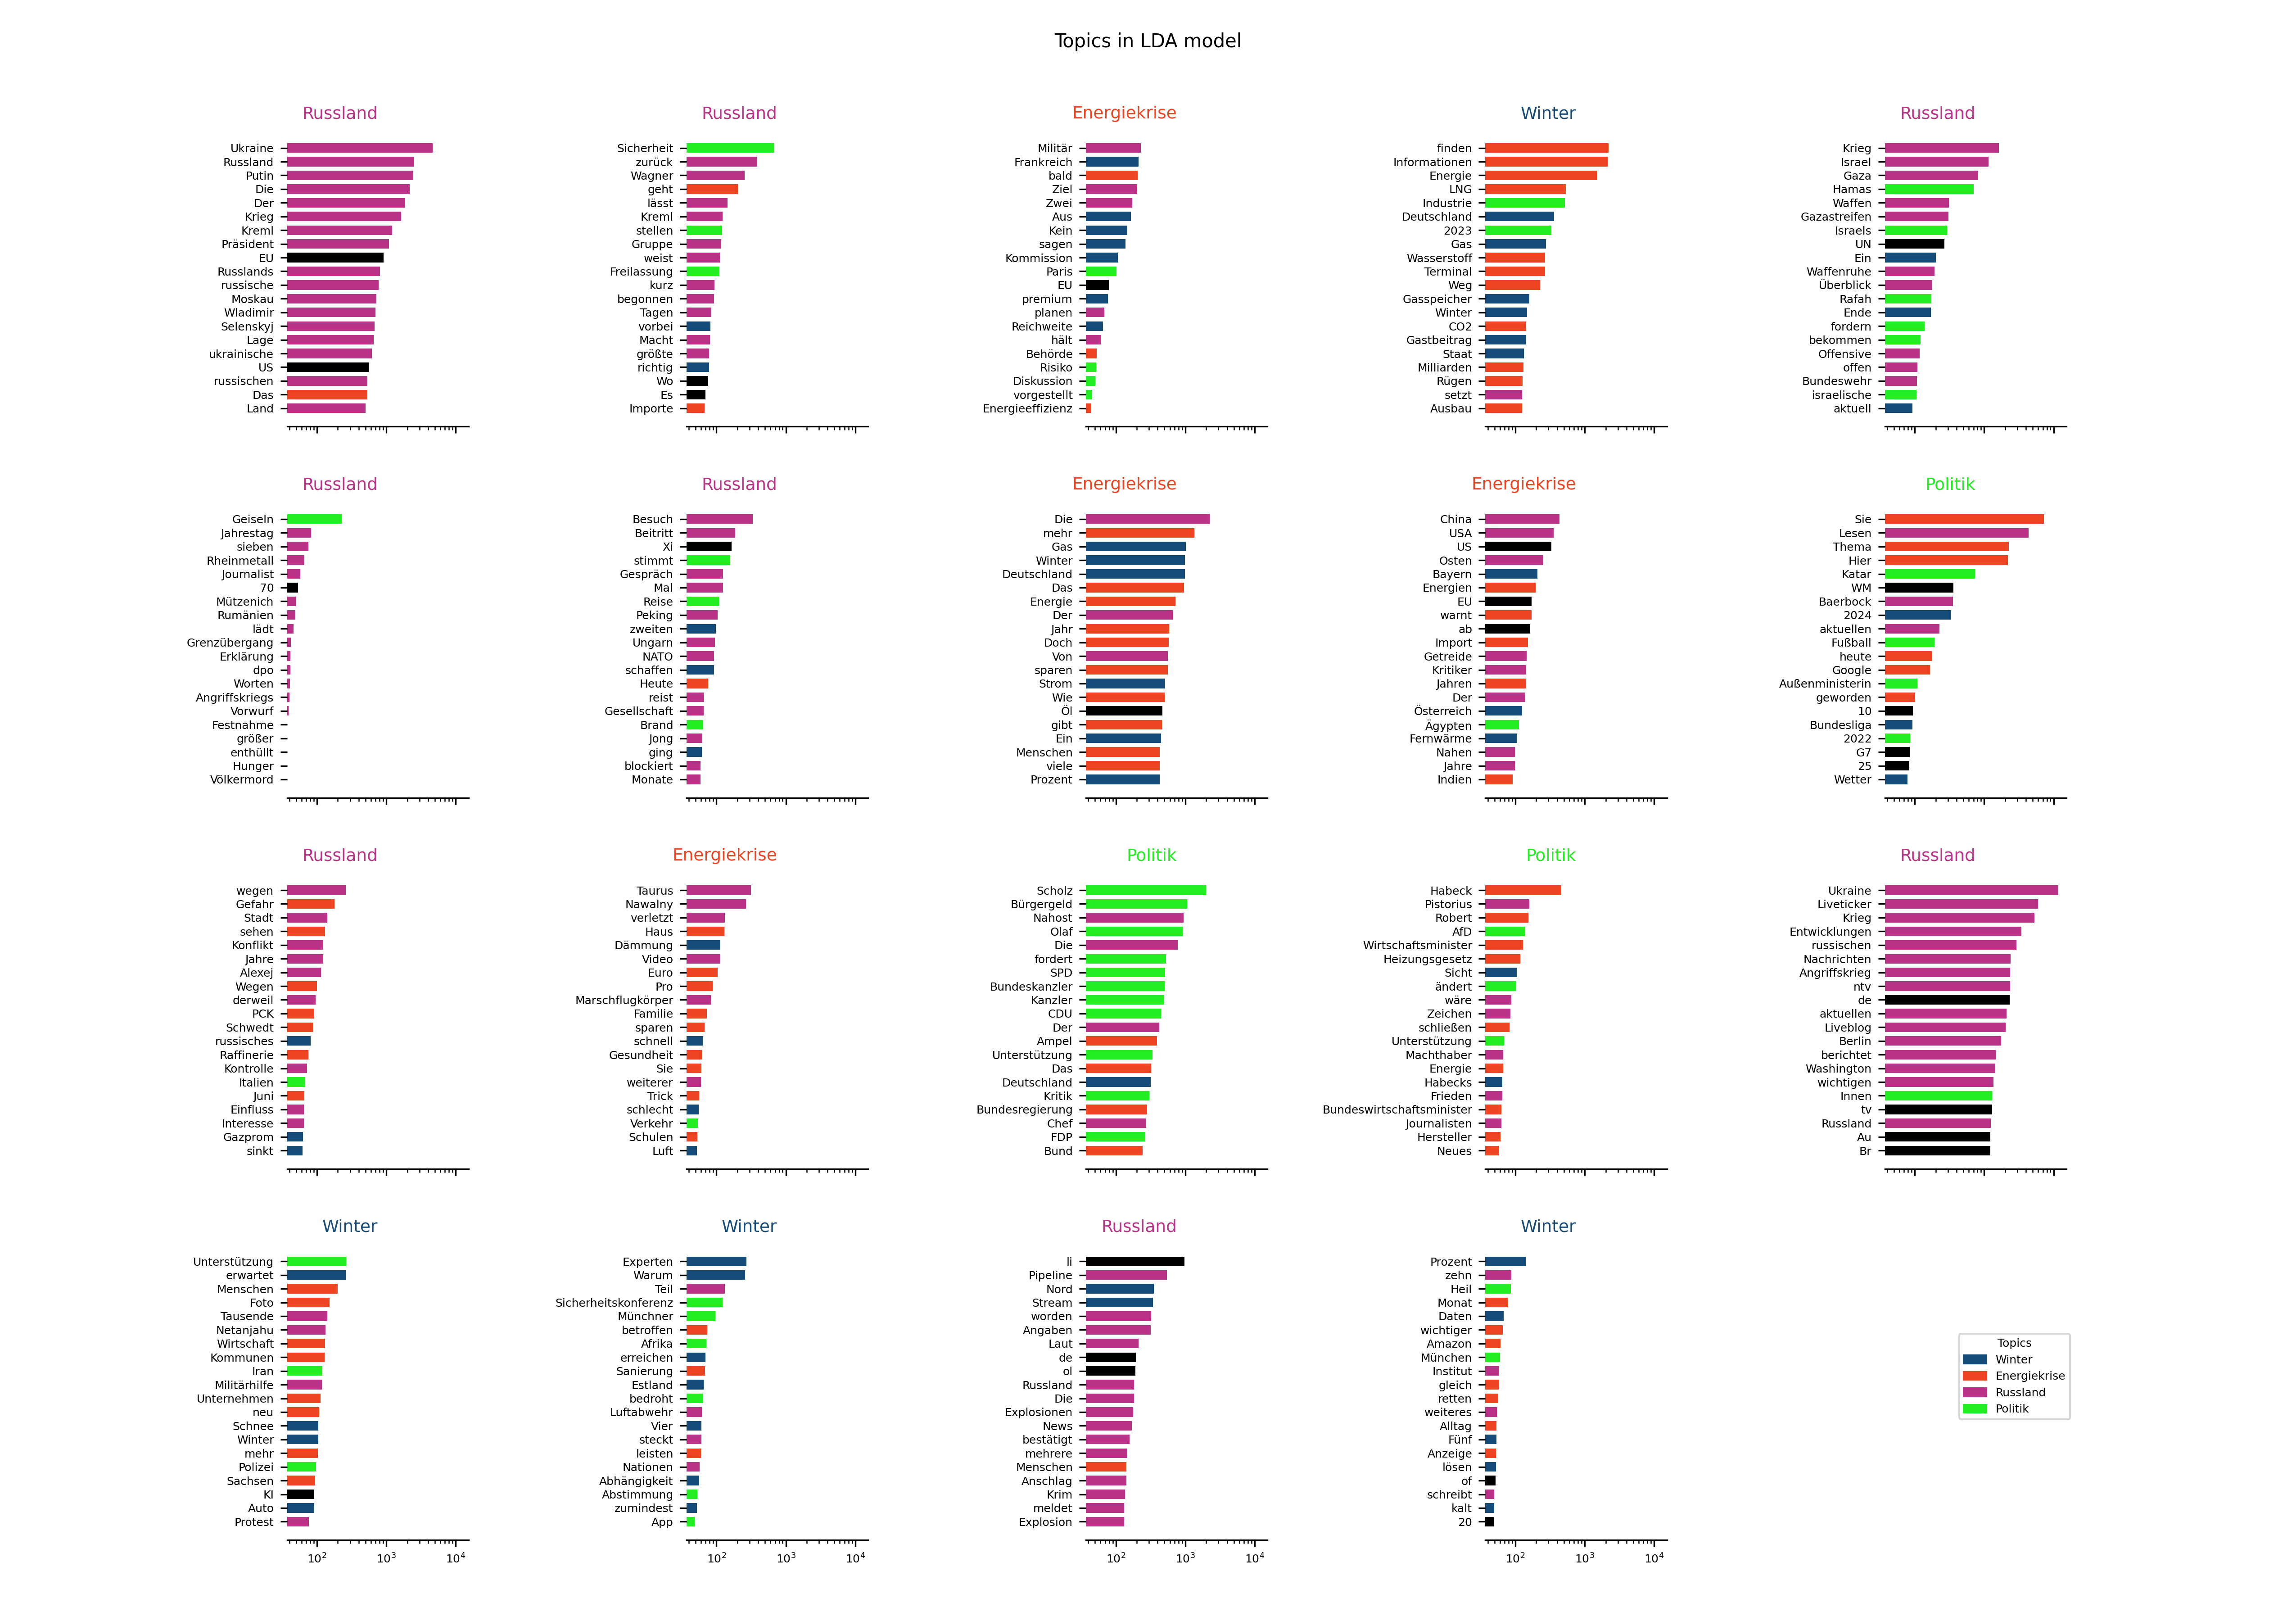 Topics in LDA model
Russland
Ukraine
Russland
Putin
Die
Der
Krieg
Kreml
Präsident
EU
Russlands
russische
Moskau
Wladimir
Selenskyj
Lage
ukrainische
US
russischen
Das
Land
Russland
Sicherheit
zurück
Wagner
geht
lässt
Kreml
stellen
Gruppe
weist
Freilassung
kurz
begonnen
Tagen
vorbei
Macht
größte
richtig
Wo
Es
Importe
Energiekrise
Militär
Frankreich
bald
Ziel
Zwei
Aus
Kein
sagen
Kommission
Paris
EU
premium
planen
Reichweite
hält
Behörde
Risiko
Diskussion
vorgestellt
Energieeffizienz
Winter
finden
Informationen
Energie
LNG
Industrie
Deutschland
2023
Gas
Wasserstoff
Terminal
Weg
Gasspeicher
Winter
CO2
Gastbeitrag
Staat
Milliarden
Rügen
setzt
Ausbau
Russland
Krieg
Israel
Gaza
Hamas
Waffen
Gazastreifen
Israels
UN
Ein
Waffenruhe
Überblick
Rafah
Ende
fordern
bekommen
Offensive
offen
Bundeswehr
israelische
aktuell
Russland
Geiseln
Jahrestag
sieben
Rheinmetall
Journalist
70
Mützenich
Rumänien
lädt
Grenzübergang
Erklärung
dpo
Worten
Angriffskriegs
Vorwurf
Festnahme
größer
enthüllt
Hunger
Völkermord
Russland
Besuch
Beitritt
Xi
stimmt
Gespräch
Mal
Reise
Peking
zweiten
Ungarn
NATO
schaffen
Heute
reist
Gesellschaft
Brand
Jong
ging
blockiert
Monate
Energiekrise
Die
mehr
Gas
Winter
Deutschland
Das
Energie
Der
Jahr
Doch
Von
sparen
Strom
Wie
Öl
gibt
Ein
Menschen
viele
Prozent
Energiekrise
China
USA
US
Osten
Bayern
Energien
EU
warnt
ab
Import
Getreide
Kritiker
Jahren
Der
Österreich
Ägypten
Fernwärme
Nahen
Jahre
Indien
Politik
Sie
Lesen
Thema
Hier
Katar
WM
Baerbock
2024
aktuellen
Fußball
heute
Google
Außenministerin
geworden
10
Bundesliga
2022
G7
25
Wetter
Russland
wegen
Gefahr
Stadt
sehen
Konflikt
Jahre
Alexej
Wegen
derweil
PCK
Schwedt
russisches
Raffinerie
Kontrolle
Italien
Juni
Einfluss
Interesse
Gazprom
sinkt
Energiekrise
Taurus
Nawalny
verletzt
Haus
Dämmung
Video
Euro
Pro
Marschflugkörper
Familie
sparen
schnell
Gesundheit
Sie
weiterer
Trick
schlecht
Verkehr
Schulen
Luft
Politik
Scholz
Bürgergeld
Nahost
Olaf
Die
fordert
SPD
Bundeskanzler
Kanzler
CDU
Der
Ampel
Unterstützung
Das
Deutschland
Kritik
Bundesregierung
Chef
FDP
Bund
Politik
Habeck
Pistorius
Robert
AfD
Wirtschaftsminister
Heizungsgesetz
Sicht
ändert
wäre
Zeichen
schließen
Unterstützung
Machthaber
Energie
Habecks
Frieden
Bundeswirtschaftsminister
Journalisten
Hersteller
Neues
Russland
Ukraine
Liveticker
Krieg
Entwicklungen
russischen
Nachrichten
Angriffskrieg
ntv
de
aktuellen
Liveblog
Berlin
berichtet
Washington
wichtigen
Innen
tv
Russland
Au
Br
Winter
Unterstützung
erwartet
Menschen
Foto
Tausende
Netanjahu
Wirtschaft
Kommunen
Iran
Militärhilfe
Unternehmen
neu
Schnee
Winter
mehr
Polizei
Sachsen
KI
Auto
Protest
10² 10³ 10⁴
Winter
Experten
Warum
Teil
Sicherheitskonferenz
Münchner
betroffen
Afrika
erreichen
Sanierung
Estland
bedroht
Luftabwehr
Vier
steckt
leisten
Nationen
Abhängigkeit
Abstimmung
zumindest
App
10² 10³ 10⁴
Russland
li
Pipeline
Nord
Stream
worden
Angaben
Laut
de
ol
Russland
Die
Explosionen
News
bestätigt
mehrere
Menschen
Anschlag
Krim
meldet
Explosion
10² 10³ 10⁴
Winter
Prozent
zehn
Heil
Monat
Daten
wichtiger
Amazon
München
Institut
gleich
retten
weiteres
Alltag
Fünf
Anzeige
lösen
of
schreibt
kalt
20
10² 10³ 10⁴
Topics
Winter
Energiekrise
Russland
Politik